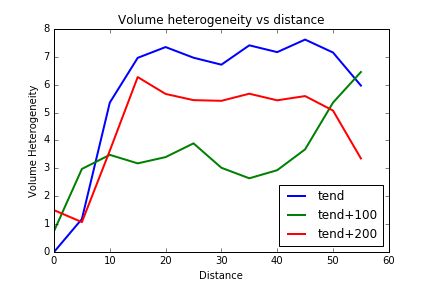 Volume heterogeneity vs distance
8
7
6
5
4
3
2
1
0
Volume Heterogeneity
0 10 20 30 40 50 60
Distance
tend
tend+100
tend+200